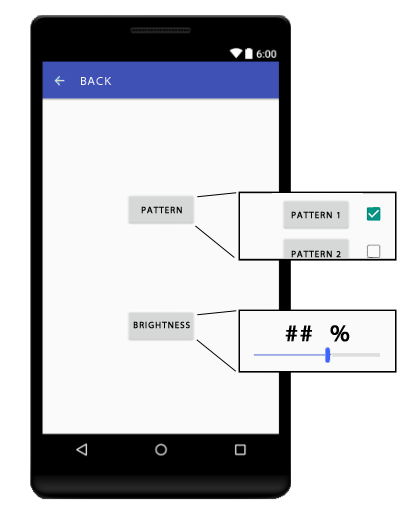 6:00
BACK
PATTERN
PATTERN 1
PATTERN 2
BRIGHTNESS
## %